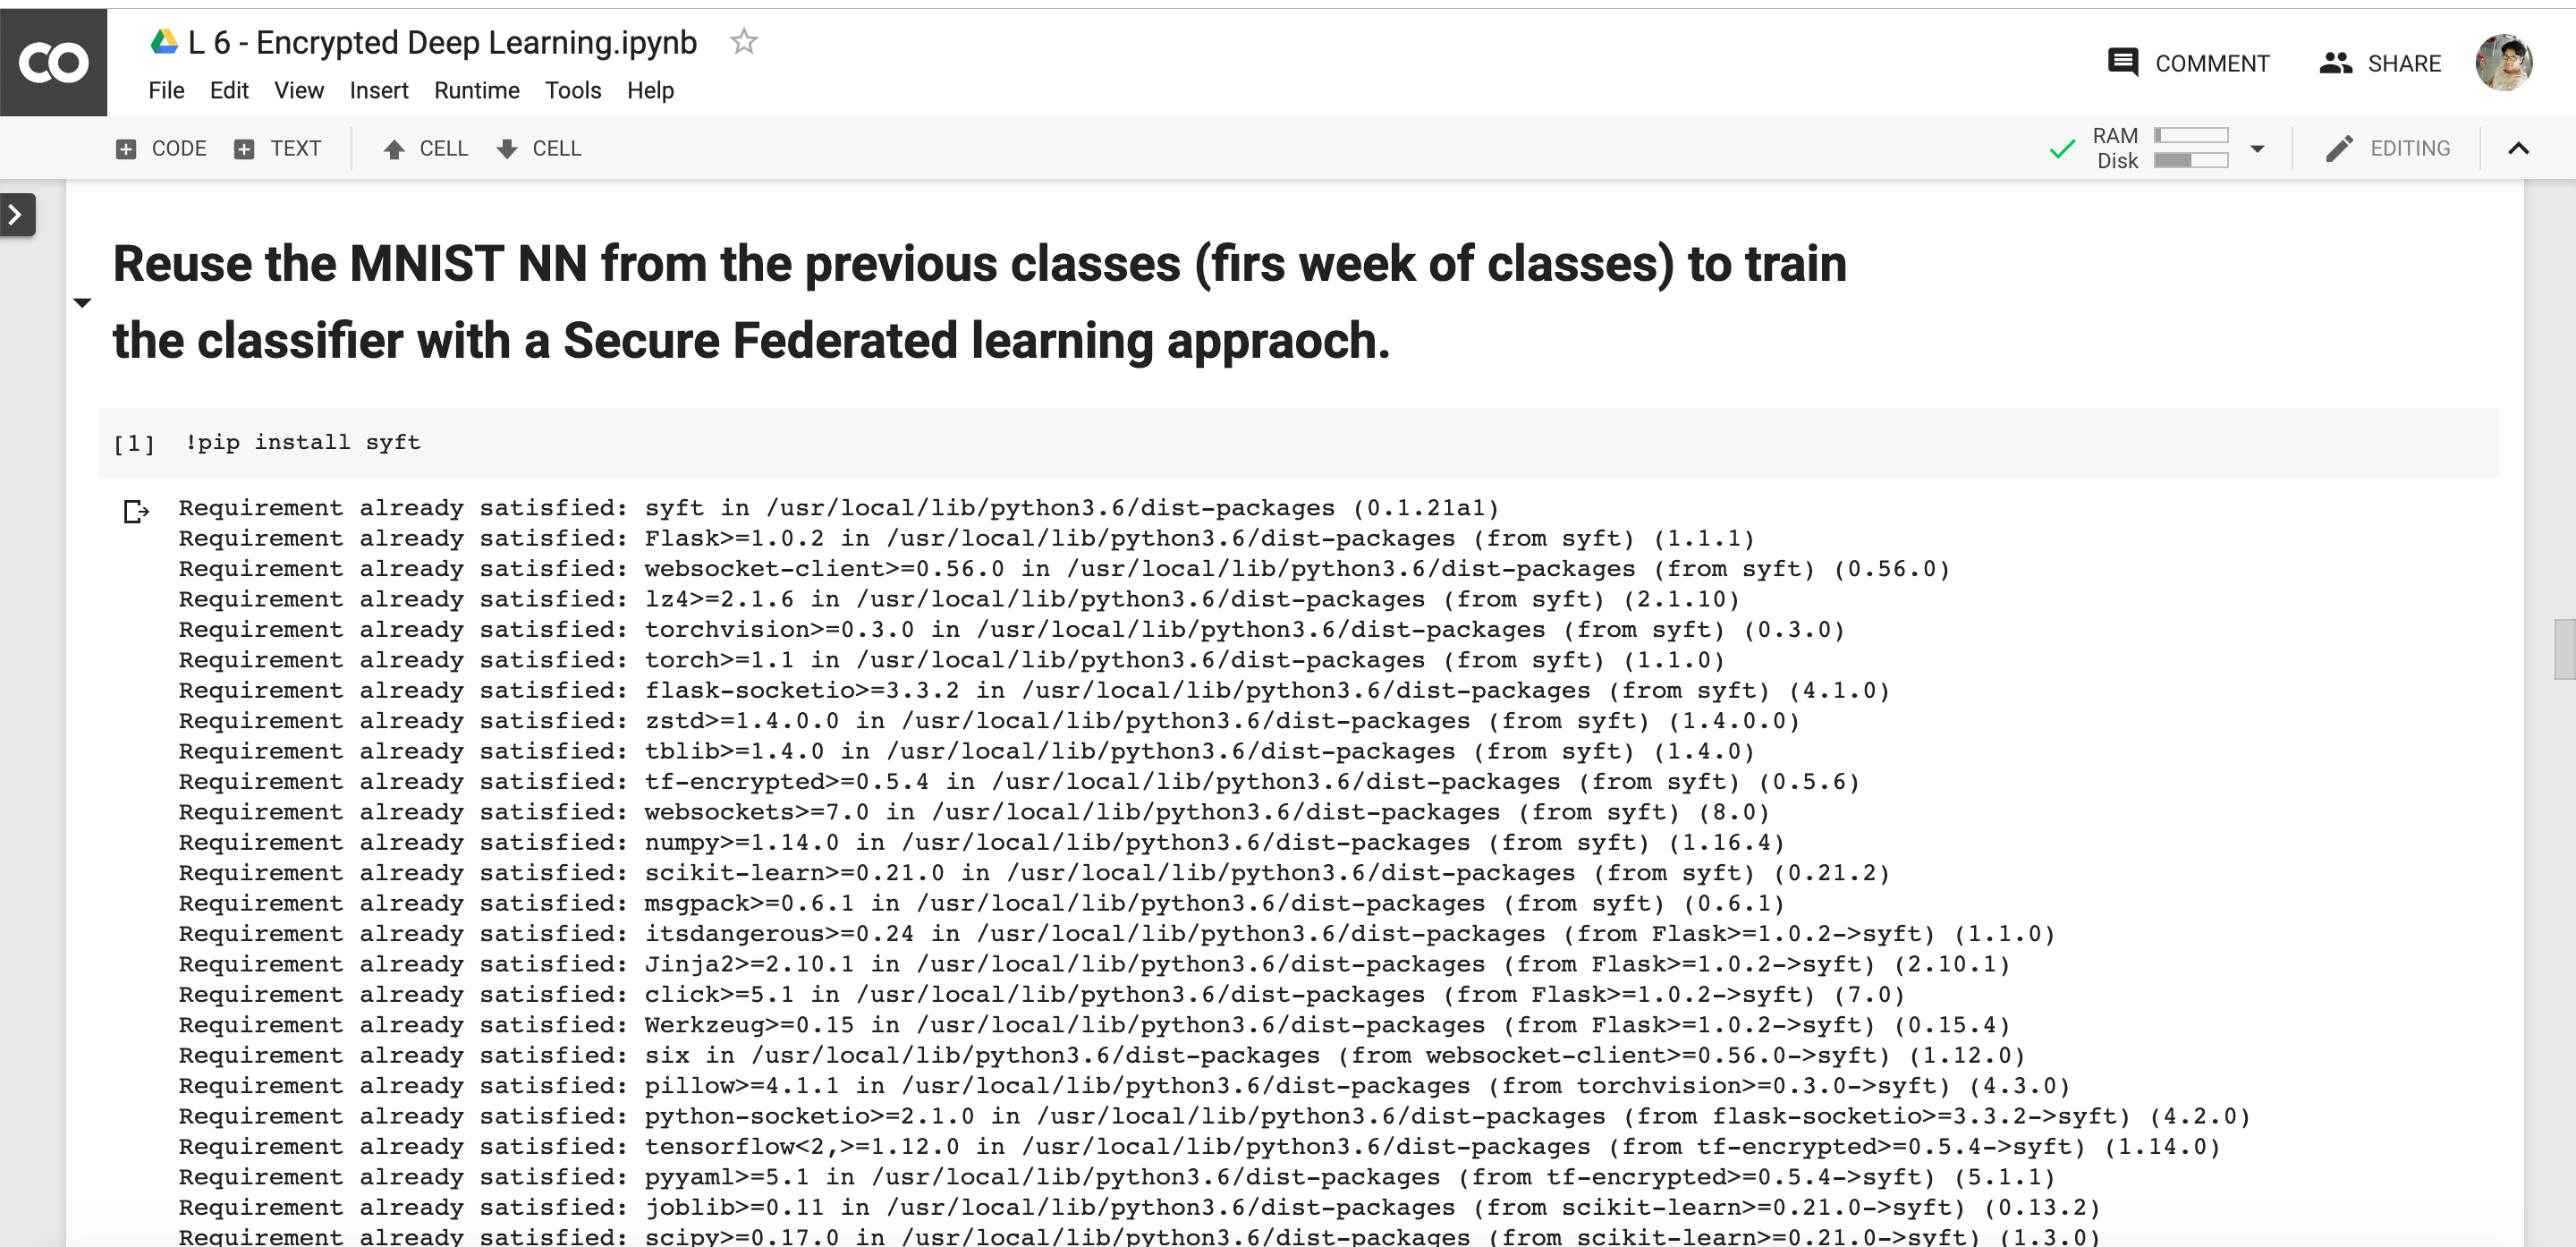 CO
L 6 - Encrypted Deep Learning.ipynb
COMMENT SHARE
File Edit View Insert Runtime Tools Help
CODE TEXT CELL CELL
RAM
Disk
EDITING
Reuse the MNIST NN from the previous classes (firs week of classes) to train
the classifier with a Secure Federated learning appraoch.
[1] !pip install syft
Requirement already satisfied: syft in /usr/local/lib/python3.6/dist-packages (0.1.21a1)
Requirement already satisfied: Flask>=1.0.2 in /usr/local/lib/python3.6/dist-packages (from syft) (1.1.1)
Requirement already satisfied: websocket-client>=0.56.0 in /usr/local/lib/python3.6/dist-packages (from syft) (0.56.0)
Requirement already satisfied: lz4>=2.1.6 in /usr/local/lib/python3.6/dist-packages (from syft) (2.1.10)
Requirement already satisfied: torchvision>=0.3.0 in /usr/local/lib/python3.6/dist-packages (from syft) (0.3.0)
Requirement already satisfied: torch>=1.1 in /usr/local/lib/python3.6/dist-packages (from syft) (1.1.0)
Requirement already satisfied: flask-socketio>=3.3.2 in /usr/local/lib/python3.6/dist-packages (from syft) (4.1.0)
Requirement already satisfied: zstd>=1.4.0.0 in /usr/local/lib/python3.6/dist-packages (from syft) (1.4.0.0)
Requirement already satisfied: tblib>=1.4.0 in /usr/local/lib/python3.6/dist-packages (from syft) (1.4.0)
Requirement already satisfied: tf-encrypted>=0.5.4 in /usr/local/lib/python3.6/dist-packages (from syft) (0.5.6)
Requirement already satisfied: websockets>=7.0 in /usr/local/lib/python3.6/dist-packages (from syft) (8.0)
Requirement already satisfied: numpy>=1.14.0 in /usr/local/lib/python3.6/dist-packages (from syft) (1.16.4)
Requirement already satisfied: scikit-learn>=0.21.0 in /usr/local/lib/python3.6/dist-packages (from syft) (0.21.2)
Requirement already satisfied: msgpack>=0.6.1 in /usr/local/lib/python3.6/dist-packages (from syft) (0.6.1)
Requirement already satisfied: itsdangerous>=0.24 in /usr/local/lib/python3.6/dist-packages (from Flask>=1.0.2->syft) (1.1.0)
Requirement already satisfied: Jinja2>=2.10.1 in /usr/local/lib/python3.6/dist-packages (from Flask>=1.0.2->syft) (2.10.1)
Requirement already satisfied: click>=5.1 in /usr/local/lib/python3.6/dist-packages (from Flask>=1.0.2->syft) (7.0)
Requirement already satisfied: Werkzeug>=0.15 in /usr/local/lib/python3.6/dist-packages (from Flask>=1.0.2->syft) (0.15.4)
Requirement already satisfied: six in /usr/local/lib/python3.6/dist-packages (from websocket-client>=0.56.0->syft) (1.12.0)
Requirement already satisfied: pillow>=4.1.1 in /usr/local/lib/python3.6/dist-packages (from torchvision>=0.3.0->syft) (4.3.0)
Requirement already satisfied: python-socketio>=2.1.0 in /usr/local/lib/python3.6/dist-packages (from flask-socketio>=3.3.2->syft) (4.2.0)
Requirement already satisfied: tensorflow<2,>=1.12.0 in /usr/local/lib/python3.6/dist-packages (from tf-encrypted>=0.5.4->syft) (1.14.0)
Requirement already satisfied: pyyaml>=5.1 in /usr/local/lib/python3.6/dist-packages (from tf-encrypted>=0.5.4->syft) (5.1.1)
Requirement already satisfied: joblib>=0.11 in /usr/local/lib/python3.6/dist-packages (from scikit-learn>=0.21.0->syft) (0.13.2)
Requirement already satisfied: scipy>=0.17.0 in /usr/local/lib/python3.6/dist-packages (from scikit-learn>=0.21.0->syft) (1.3.0)